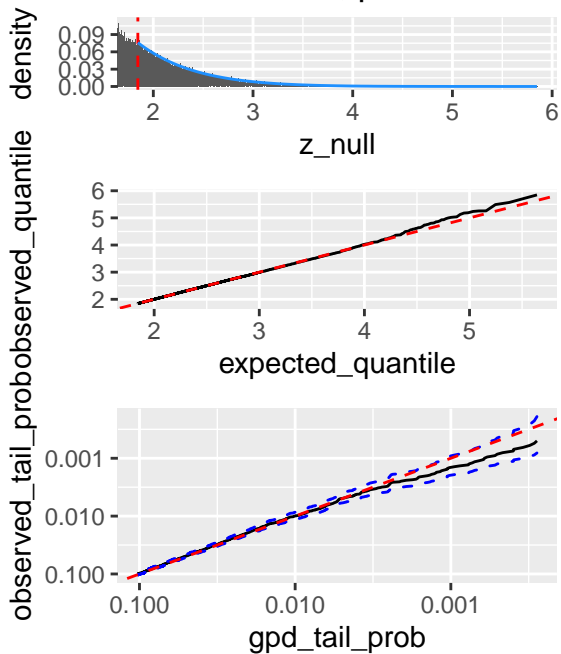 density
0.09
0.06
0.03
0.00
2 3 4 5 6
z_null
observed_quantile
6
5
4
3
2
2 3 4 5
expected_quantile
observed_tail_prob
0.001
0.010
0.100
0.100 0.010 0.001
gpd_tail_prob